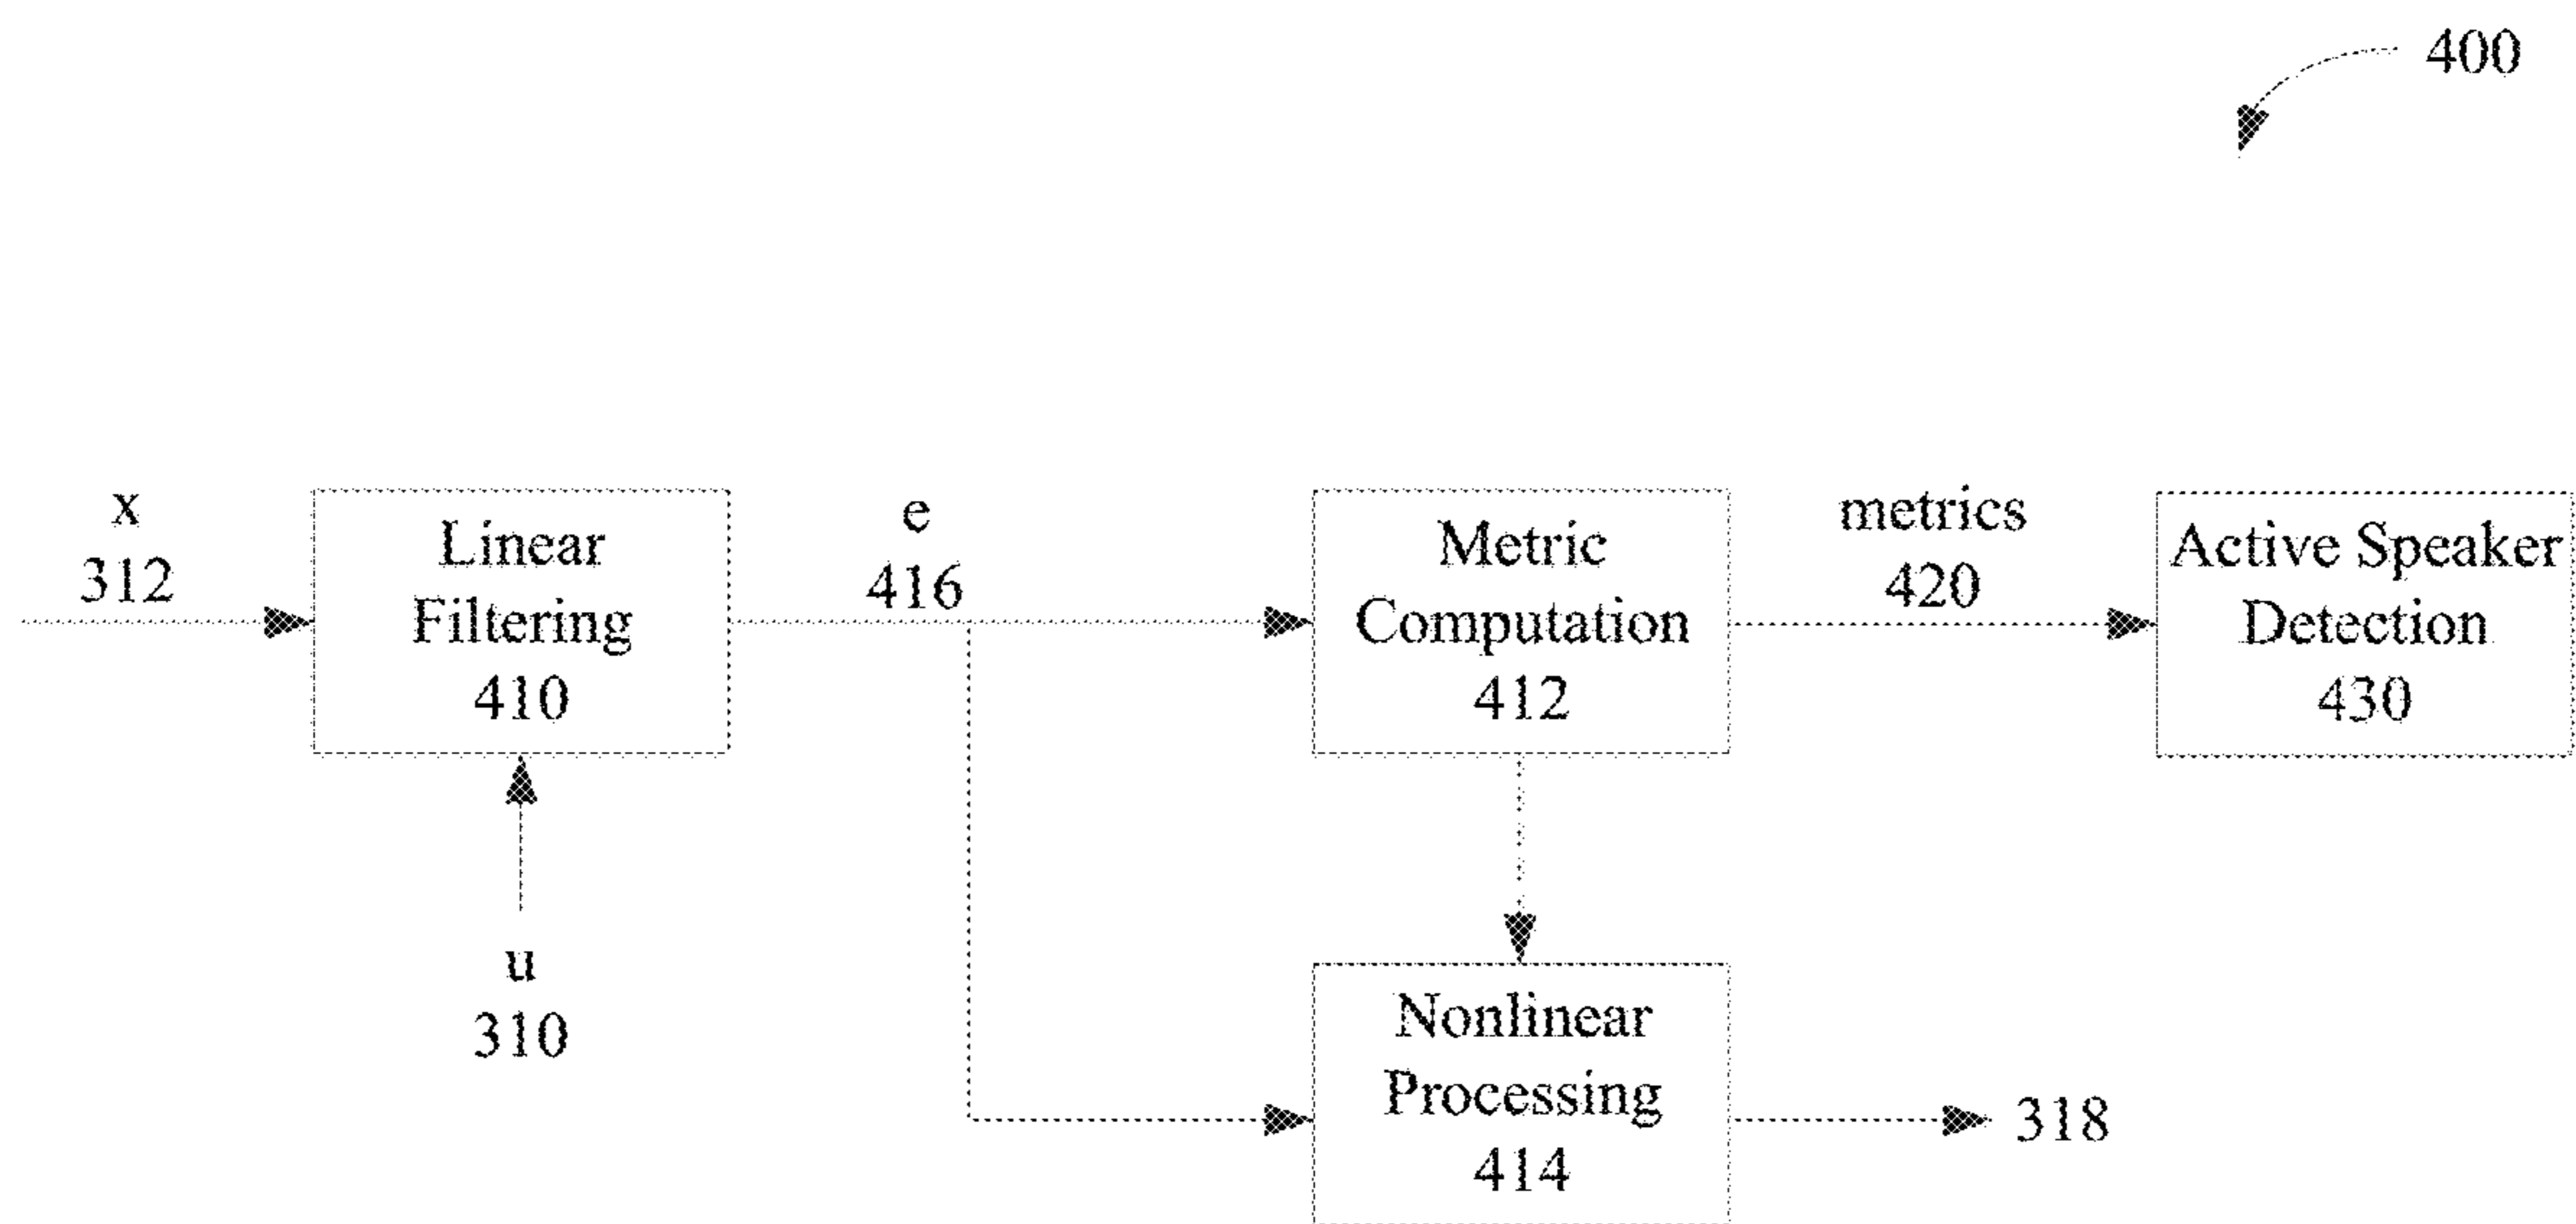 400
x
312
Linear
Filtering
410
e
416
Metric
Computation
412
metrics
420
Active Speaker
Detection
430
u
310
Nonlinear
Processing
414
318